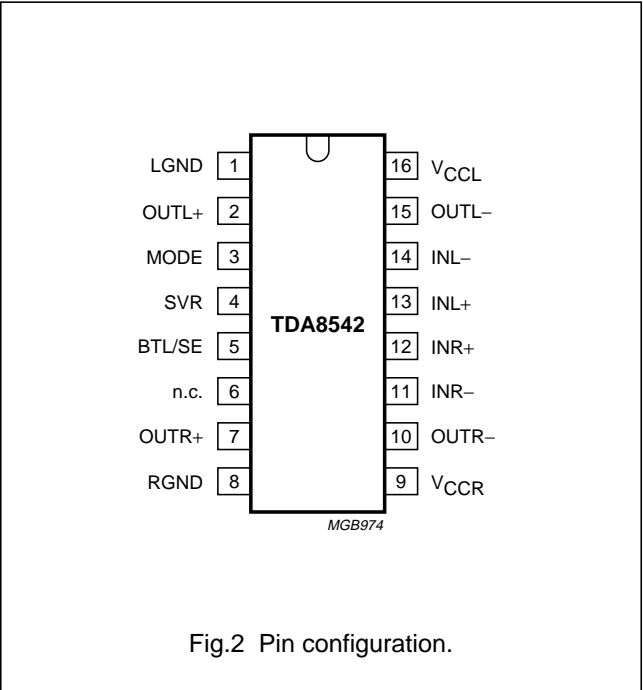 LGND 1 16 VCCL
OUTL+ 2 15 OUTL−
MODE 3 14 INL−
SVR 4 13 INL+
TDA8542
BTL/SE 5 12 INR+
n.c. 6 11 INR−
OUTR+ 7 10 OUTR−
RGND 8 9 VCCR
MGB974
Fig.2 Pin configuration.